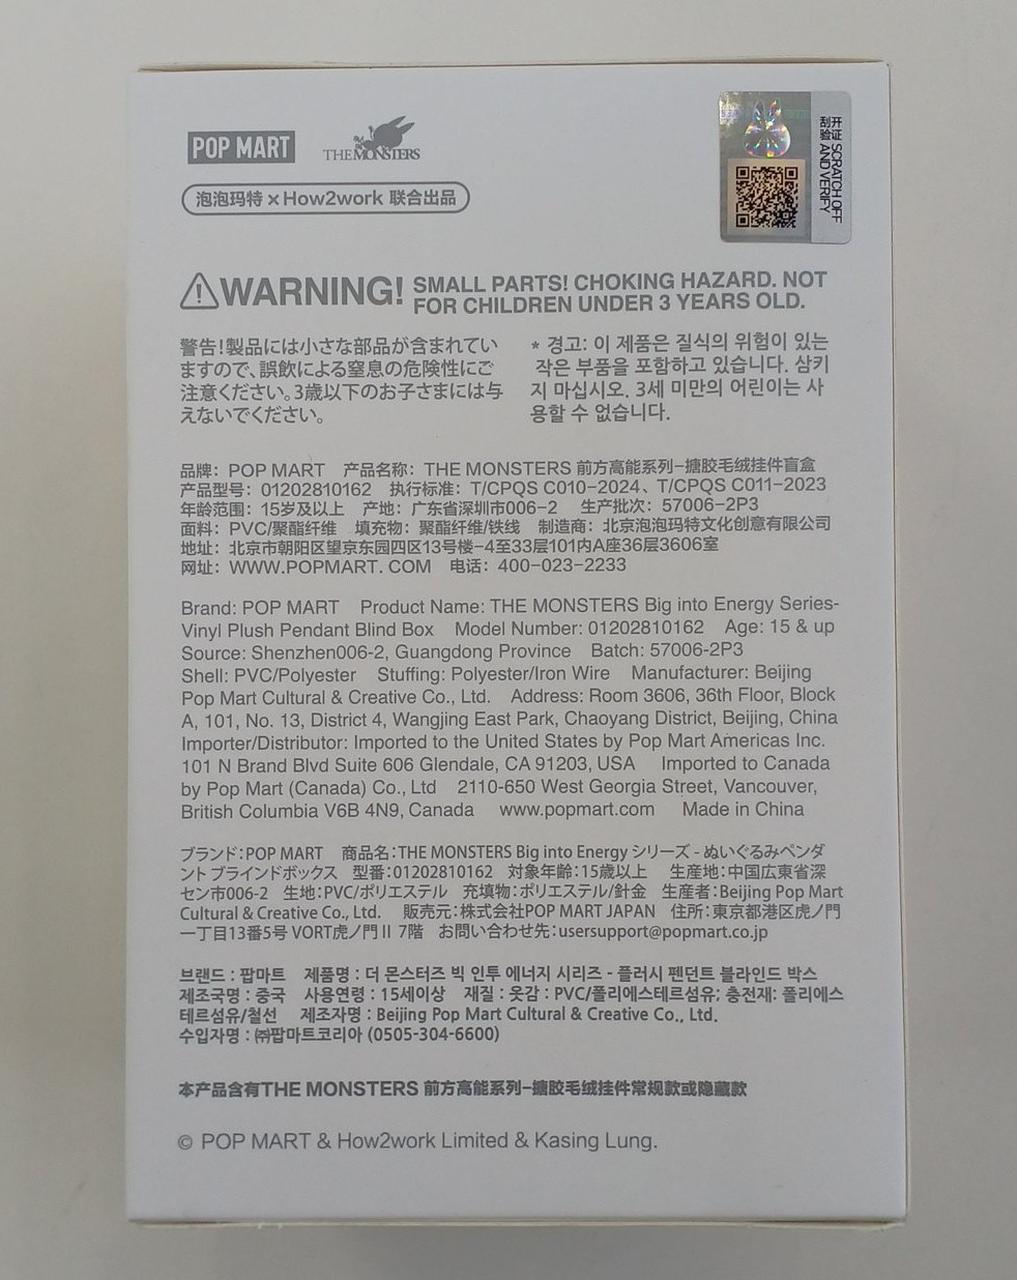 POP MART
THE MONSTERS
泡泡玛特×How2work 联合出品
开过刮验
SCRATCH OFF
AND VERIFY
WARNING! SMALL PARTS! CHOKING HAZARD. NOT
FOR CHILDREN UNDER 3 YEARS OLD.
警告!製品には小さな部品が含まれてい
ますので、誤飲による窒息の危険性にご
注意ください。3歳以下のお子さまには与
えないでください。
* 경고: 이 제품은 질식의 위험이 있는
작은 부품을 포함하고 있습니다. 삼키
지 마십시오. 3세 미만의 어린이는 사
용할 수 없습니다.
品牌：POP MART 产品名称：THE MONSTERS 前方高能系列-搪胶毛绒挂件盲盒
产品型号：01202810162 执行标准：T/CPQS C010-2024、T/CPQS C011-2023
年龄范围：15岁及以上 产地：广东省深圳市006-2 生产批次：57006-2P3
面料：PVC/聚酯纤维 填充物：聚酯纤维/铁线 制造商：北京泡泡玛特文化创意有限公司
地址：北京市朝阳区望京东园四区13号楼-4至33层101内A座36层3606室
网址：WWW.POPMART.COM 电话：400-023-2233
Brand: POP MART Product Name: THE MONSTERS Big into Energy Series-
Vinyl Plush Pendant Blind Box Model Number: 01202810162 Age: 15 & up
Source: Shenzhen006-2, Guangdong Province Batch: 57006-2P3
Shell: PVC/Polyester Stuffing: Polyester/Iron Wire Manufacturer: Beijing
Pop Mart Cultural & Creative Co., Ltd. Address: Room 3606, 36th Floor, Block
A, 101, No. 13, District 4, Wangjing East Park, Chaoyang District, Beijing, China
Importer/Distributor: Imported to the United States by Pop Mart Americas Inc.
101 N Brand Blvd Suite 606 Glendale, CA 91203, USA Imported to Canada
by Pop Mart (Canada) Co., Ltd 2110-650 West Georgia Street, Vancouver,
British Columbia V6B 4N9, Canada www.popmart.com Made in China
ブランド:POP MART 商品名:THE MONSTERS Big into Energy シリーズ - ぬいぐるみペンダ
ント ブラインドボックス 型番:01202810162 対象年齢:15歳以上 生産地:中国広東省深
セン市006-2 生地:PVC/ポリエステル 充填物:ポリエステル/針金 生産者:Beijing Pop Mart
Cultural & Creative Co., Ltd. 販売元:株式会社POP MART JAPAN 住所:東京都港区虎ノ門
一丁目13番5号 VORT虎ノ門Ⅱ 7階 お問い合わせ先:usersupport@popmart.co.jp
브랜드 : 팝마트 제품명 : 더 몬스터즈 빅 인투 에너지 시리즈 - 플러시 펜던트 블라인드 박스
제조국명 : 중국 사용연령 : 15세이상 재질 : 옷감 : PVC/폴리에스테르섬유; 충전재: 폴리에스
테르섬유/철선 제조자명 : Beijing Pop Mart Cultural & Creative Co., Ltd.
수입자명 : ㈜팝마트코리아 (0505-304-6600)
本产品含有THE MONSTERS 前方高能系列-搪胶毛绒挂件常规款或隐藏款
© POP MART & How2work Limited & Kasing Lung.